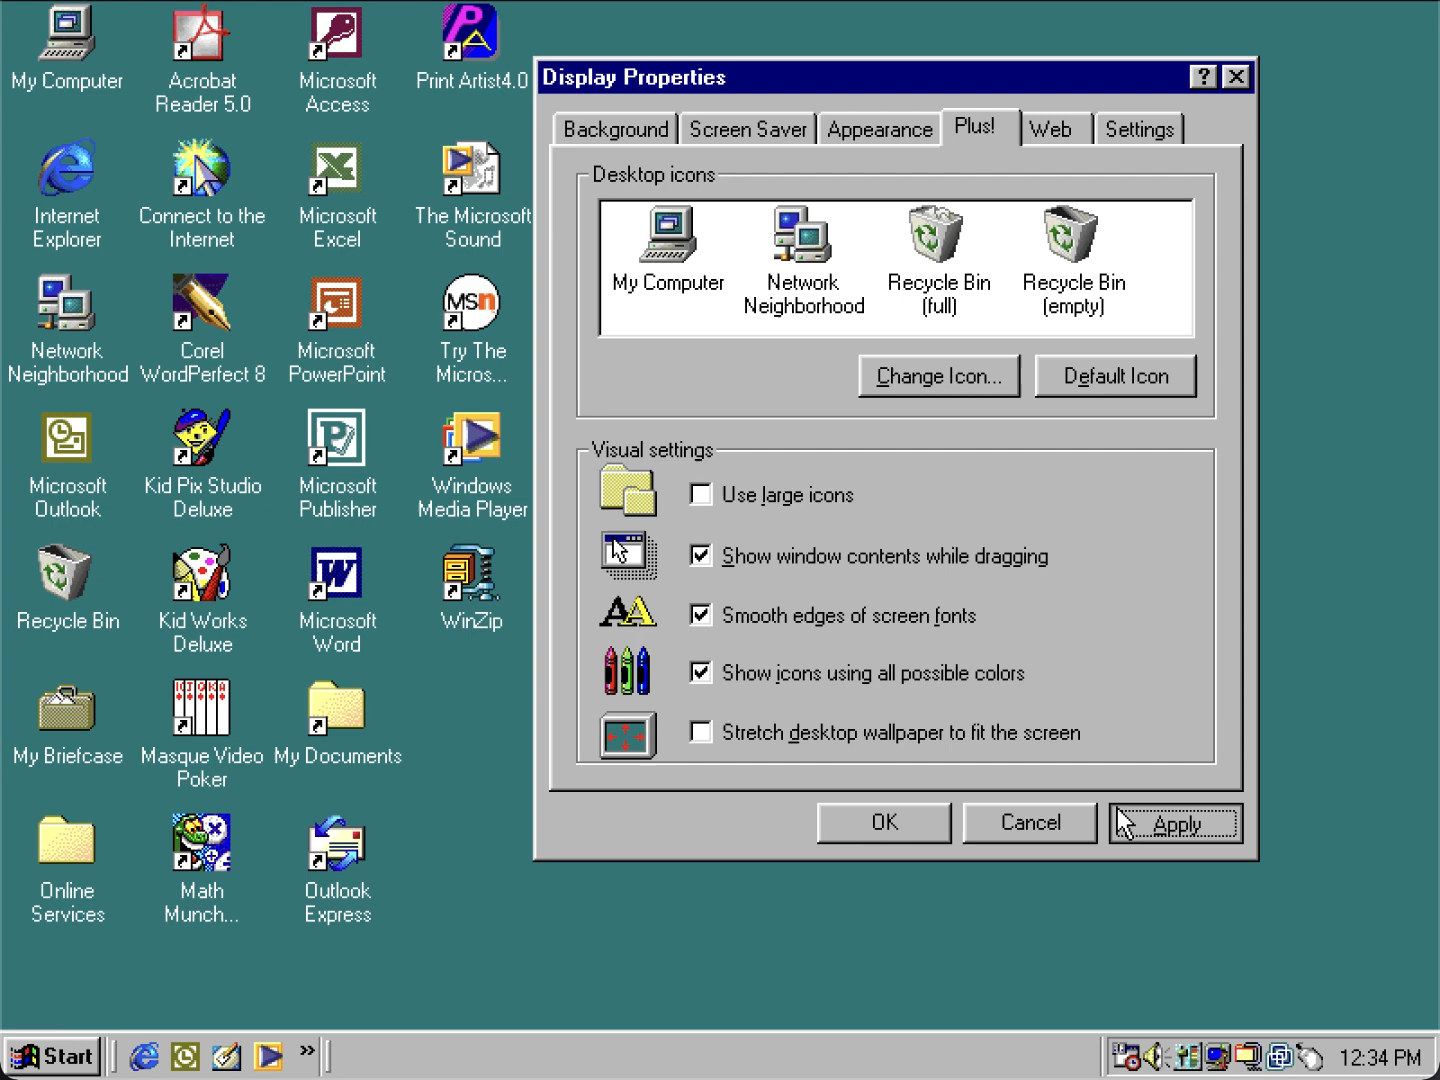 My Computer
Acrobat
Reader 5.0
Microsoft
Access
Print Artist4.0
Internet
Explorer
Connect to the
Internet
Microsoft
Excel
The Microsoft
Sound
Network
Neighborhood
Corel
WordPerfect 8
Microsoft
PowerPoint
msn
Try The
Micros...
Microsoft
Outlook
Kid Pix Studio
Deluxe
Microsoft
Publisher
Windows
Media Player
Recycle Bin
Kid Works
Deluxe
Microsoft
Word
WinZip
My Briefcase
Masque Video
Poker
My Documents
Online
Services
Math
Munch...
Outlook
Express
Display Properties
Background
Screen Saver
Appearance
Plus!
Web
Settings
Desktop icons
My Computer
Network
Neighborhood
Recycle Bin
(full)
Recycle Bin
(empty)
Change Icon...
Default Icon
Visual settings
Use large icons
Show window contents while dragging
Smooth edges of screen fonts
Show icons using all possible colors
Stretch desktop wallpaper to fit the screen
OK
Cancel
Apply
Start
12:34 PM